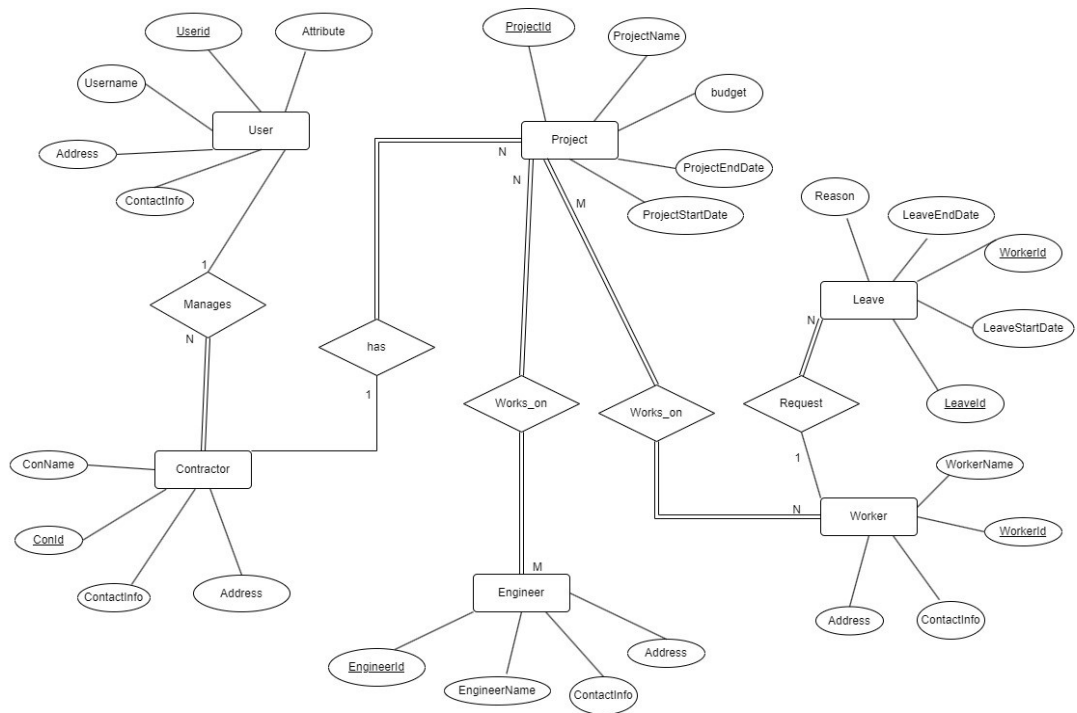 Userid
Attribute
Username
User
Address
ContactInfo
1
Manages
N
ConName
Contractor
ConId
ContactInfo
Address
has
1
N
ProjectId
ProjectName
budget
Project
ProjectEndDate
ProjectStartDate
N
M
Works_on
Works_on
M
Engineer
EngineerId
EngineerName
ContactInfo
Address
Reason
LeaveEndDate
WorkerId
Leave
LeaveStartDate
LeaveId
N
Request
1
N
Worker
WorkerName
WorkerId
Address
ContactInfo